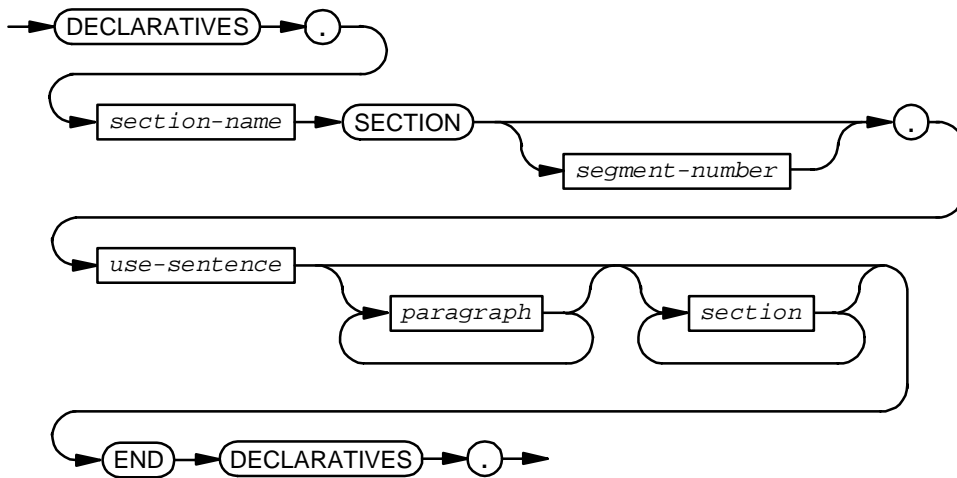 DECLARATIVES .
section-name SECTION .
segment-number
use-sentence
paragraph section
END DECLARATIVES .